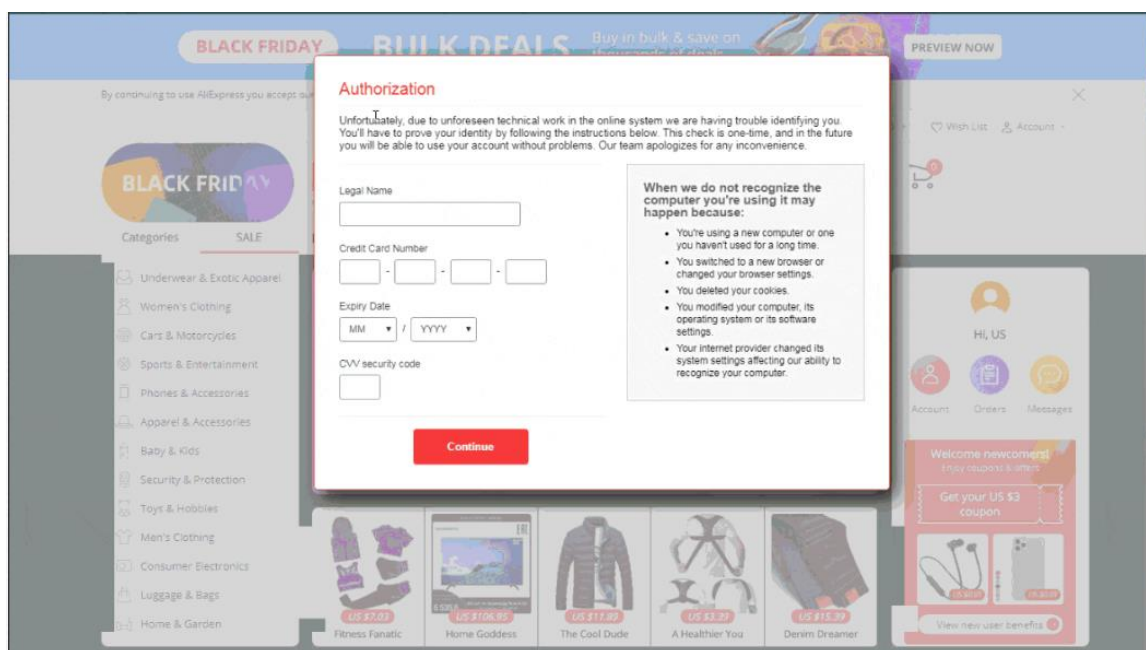 BLACK FRIDAY
BULK DEALS
Buy in bulk & save on
thousands of deals
PREVIEW NOW
By continuing to use AliExpress you accept our
Wish List
Account
BLACK FRIDAY
Categories
SALE
Underwear & Exotic Apparel
Women's Clothing
Cars & Motorcycles
Sports & Entertainment
Phones & Accessories
Apparel & Accessories
Baby & Kids
Security & Protection
Toys & Hobbies
Men's Clothing
Consumer Electronics
Luggage & Bags
Home & Garden
Authorization
Unfortunately, due to unforeseen technical work in the online system we are having trouble identifying you.
You'll have to prove your identity by following the instructions below. This check is one-time, and in the future
you will be able to use your account without problems. Our team apologizes for any inconvenience.
Legal Name
Credit Card Number
- - -
Expiry Date
MM / YYYY
CVV security code
Continue
When we do not recognize the
computer you're using it may
happen because:
• You're using a new computer or one
you haven't used for a long time.
• You switched to a new browser or
changed your browser settings.
• You deleted your cookies.
• You modified your computer, its
operating system or its software
settings.
• Your internet provider changed its
system settings affecting our ability to
recognize your computer.
0
Hi, US
Account
Orders
Messages
Welcome newcomers!
Enjoy coupons & offers
Get your US $3
coupon
US $0.01
US $0.01
View new user benefits
US $7.03
Fitness Fanatic
US $106.95
Home Goddess
The Cool Dude
US $3.29
A Healthier You
US $15.39
Denim Dreamer